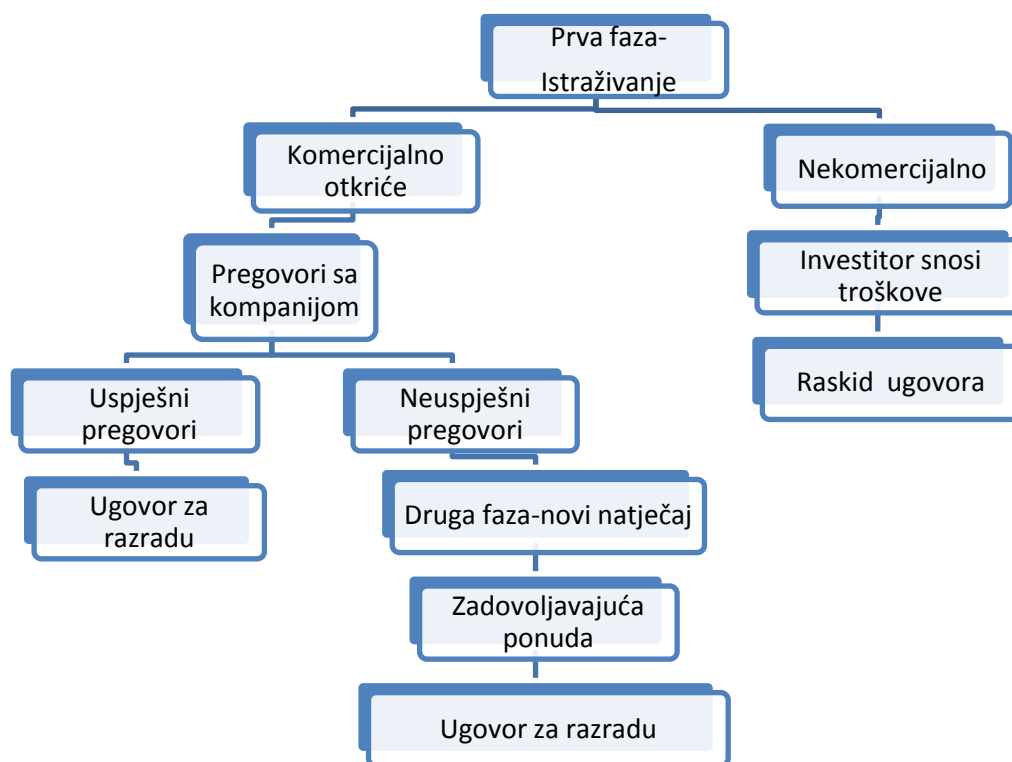 Prva faza-
Istraživanje
Komercijalno
otkriće
Nekomercijalno
Pregovori sa
kompanijom
Investitor snosi
troškove
Uspješni
pregovori
Neuspješni
pregovori
Raskid ugovora
Ugovor za
razradu
Druga faza-novi natječaj
Zadovoljavajuća
ponuda
Ugovor za razradu